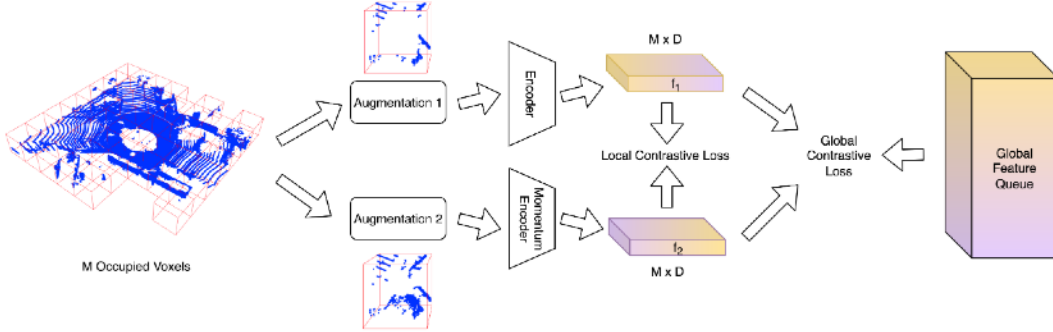 M x D
Augmentation 1
Encoder
f1
Local Contrastive Loss
Global
Contrastive
Loss
Global
Feature
Queue
Augmentation 2
Momentum
Encoder
f2
M x D
M Occupied Voxels